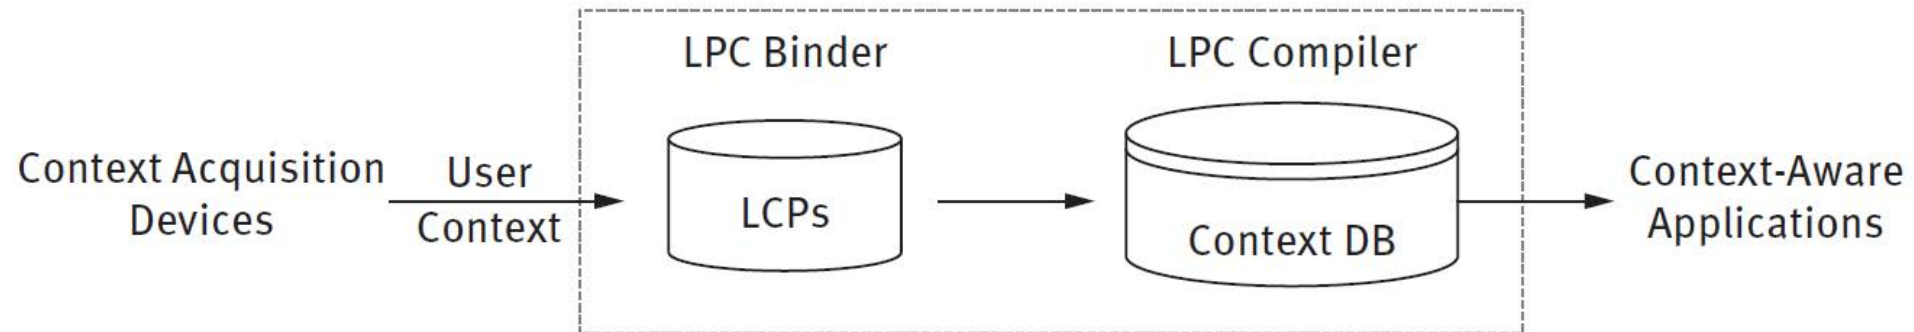 Context Acquisition
Devices
User
Context
LPC Binder
LCPs
LPC Compiler
Context DB
Context-Aware
Applications